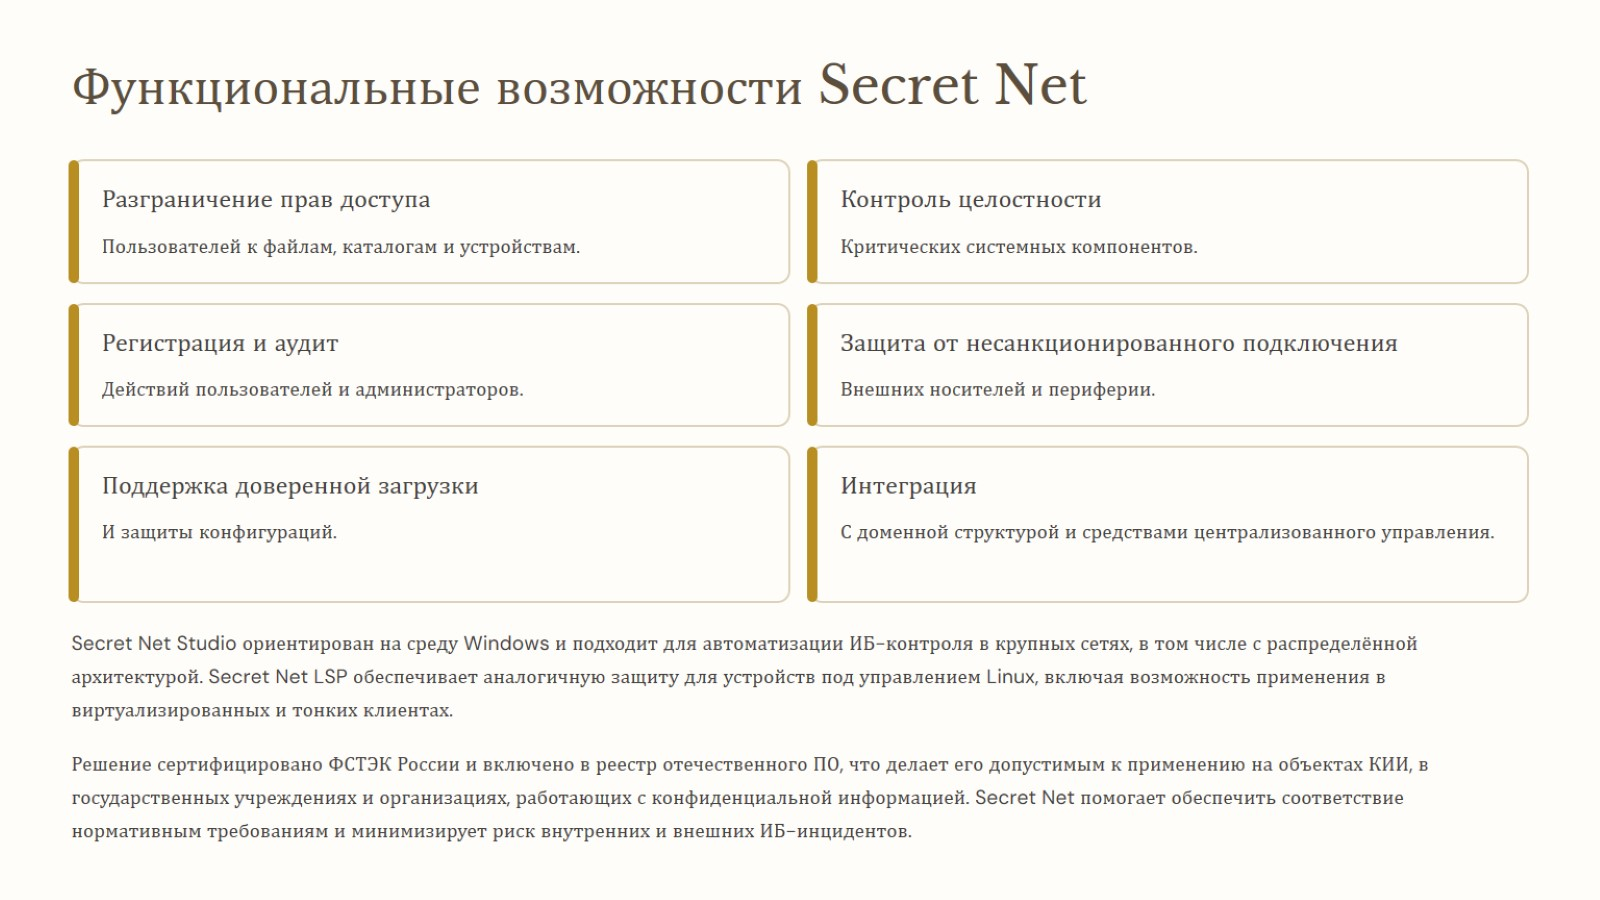 Функциональные возможности Secret Net
Разграничение прав доступа
Пользователей к файлам, каталогам и устройствам.
Контроль целостности
Критических системных компонентов.
Регистрация и аудит
Действий пользователей и администраторов.
Защита от несанкционированного подключения
Внешних носителей и периферии.
Поддержка доверенной загрузки
И защиты конфигураций.
Интеграция
С доменной структурой и средствами централизованного управления.
Secret Net Studio ориентирован на среду Windows и подходит для автоматизации ИБ-контроля в крупных сетях, в том числе с распределённой
архитектурой. Secret Net LSP обеспечивает аналогичную защиту для устройств под управлением Linux, включая возможность применения в
виртуализированных и тонких клиентах.
Решение сертифицировано ФСТЭК России и включено в реестр отечественного ПО, что делает его допустимым к применению на объектах КИИ, в
государственных учреждениях и организациях, работающих с конфиденциальной информацией. Secret Net помогает обеспечить соответствие
нормативным требованиям и минимизирует риск внутренних и внешних ИБ-инцидентов.